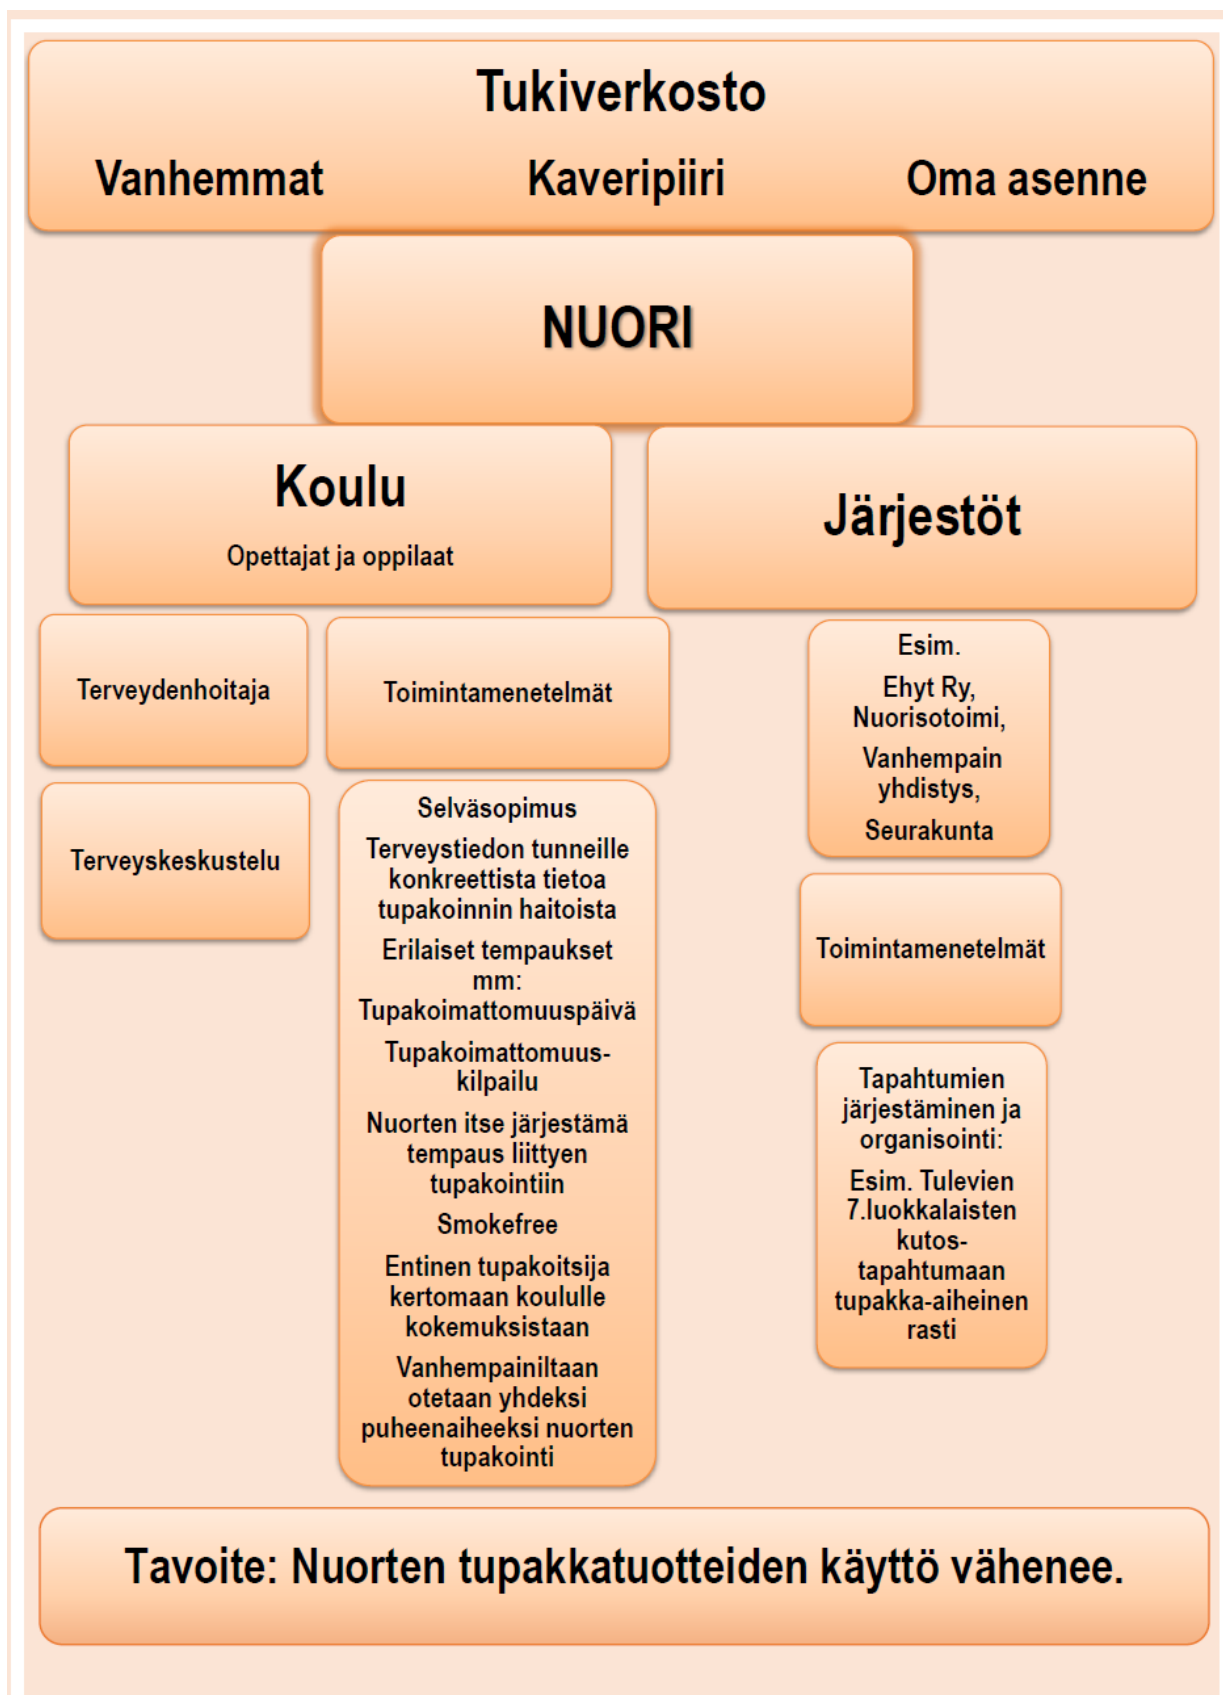 Tukiverkosto
Vanhemmat Kaveripiiri Oma asenne
NUORI
Koulu
Opettajat ja oppilaat
Järjestöt
Terveydenhoitaja
Terveyskeskustelu
Toimintamenetelmät
Selväsopimus
Terveystiedon tunneille
konkreettista tietoa
tupakoinnin haitoista
Erilaiset tempaukset
mm:
Tupakoimattomuuspäivä
Tupakoimattomuus-
kilpailu
Nuorten itse järjestämä
tempaus liittyen
tupakointiin
Smokefree
Entinen tupakoitsija
kertomaan koululle
kokemuksistaan
Vanhempainiltaan
otetaan yhdeksi
puheenaiheeksi nuorten
tupakointi
Esim.
Ehyt Ry,
Nuorisotoimi,
Vanhempain
yhdistys,
Seurakunta
Toimintamenetelmät
Tapahtumien
järjestäminen ja
organisointi:
Esim. Tulevien
7.luokkalaisten
kutos-
tapahtumaan
tupakka-aiheinen
rasti
Tavoite: Nuorten tupakkatuotteiden käyttö vähenee.